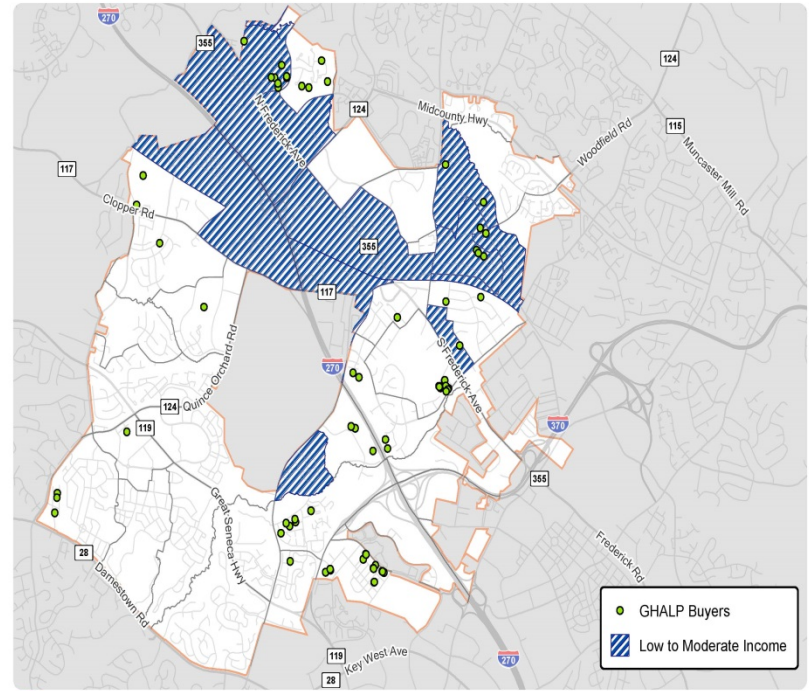 270
355
124
124
Midcounty Hwy
115
Woodfield Rd
Muncaster Mill Rd
N-Frederick-Ave
117
Clopper Rd
355
117
270
S Frederick-Ave
Quince Orchard-Rd
124
119
370
355
Great Seneca Hwy
28
Darnestown Rd
Frederick Rd
119
28
Key West Ave
270
GHALP Buyers
Low to Moderate Income